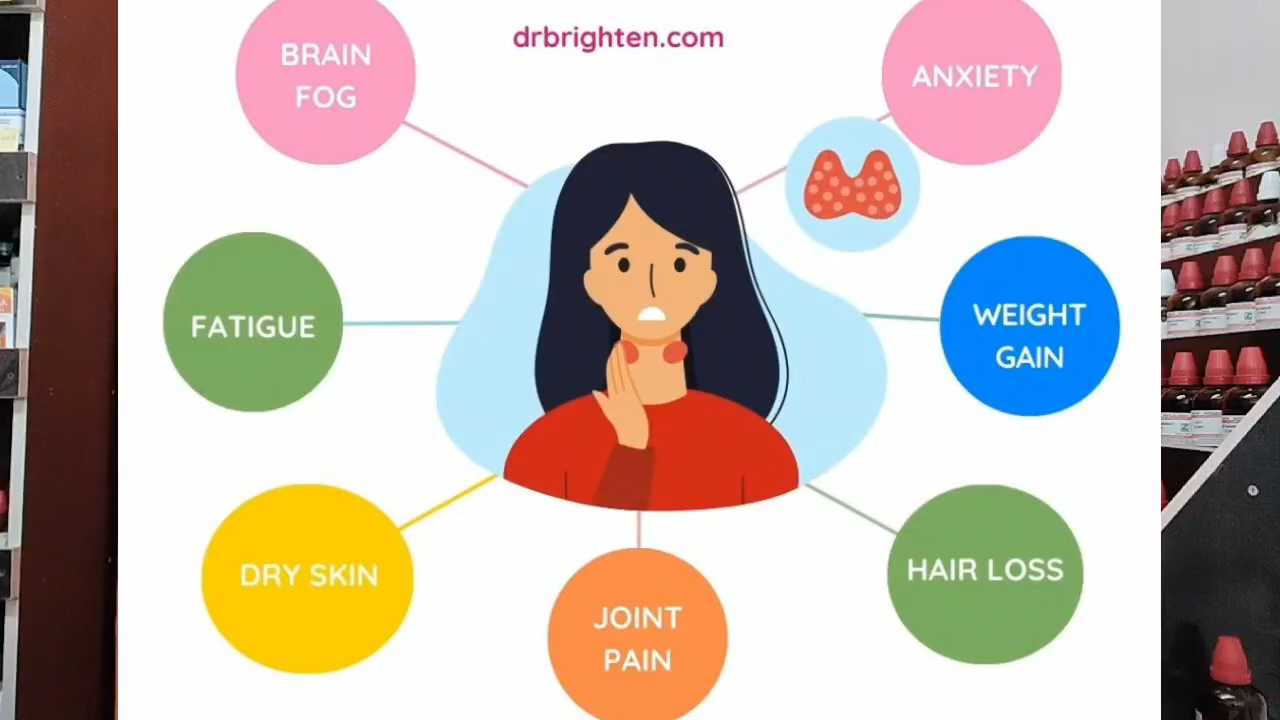 drbrighten.com
BRAIN
FOG
ANXIETY
FATIGUE
WEIGHT
GAIN
DRY SKIN
HAIR LOSS
JOINT
PAIN